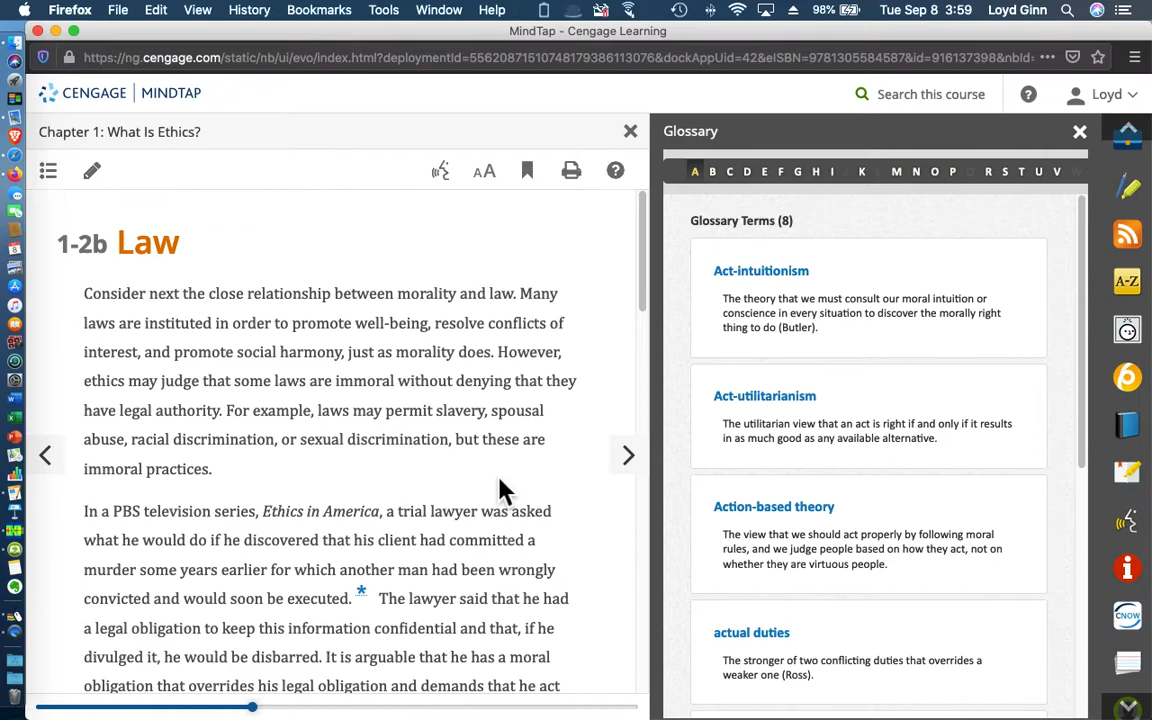 Firefox File Edit View History Bookmarks Tools Window Help 98% Tue Sep 8 3:59 Loyd Ginn
MindTap - Cengage Learning
https://ng.cengage.com/static/nb/ui/evo/index.html?deploymentId=5562087151074817938611 3076&dockAppUid=42&eISBN=9781305584587&id=916137398&nbId=
CENGAGE | MINDTAP
Search this course
Loyd
Chapter 1: What Is Ethics?
AA
1-2b Law
Consider next the close relationship between morality and law. Many
laws are instituted in order to promote well-being, resolve conflicts of
interest, and promote social harmony, just as morality does. However,
ethics may judge that some laws are immoral without denying that they
have legal authority. For example, laws may permit slavery, spousal
abuse, racial discrimination, or sexual discrimination, but these are
immoral practices.
In a PBS television series, Ethics in America, a trial lawyer was asked
what he would do if he discovered that his client had committed a
murder some years earlier for which another man had been wrongly
convicted and would soon be executed. * The lawyer said that he had
a legal obligation to keep this information confidential and that, if he
divulged it, he would be disbarred. It is arguable that he has a moral
obligation that overrides his legal obligation and demands that he act
Glossary
A B C D E F G H I K M N O P R S T U V
Glossary Terms (8)
Act-intuitionism
The theory that we must consult our moral intuition or
conscience in every situation to discover the morally right
thing to do (Butler).
Act-utilitarianism
The utilitarian view that an act is right if and only if it results
in as much good as any available alternative.
Action-based theory
The view that we should act properly by following moral
rules, and we judge people based on how they act, not on
whether they are virtuous people.
actual duties
The stronger of two conflicting duties that overrides a
weaker one (Ross).
A-Z
CNOW